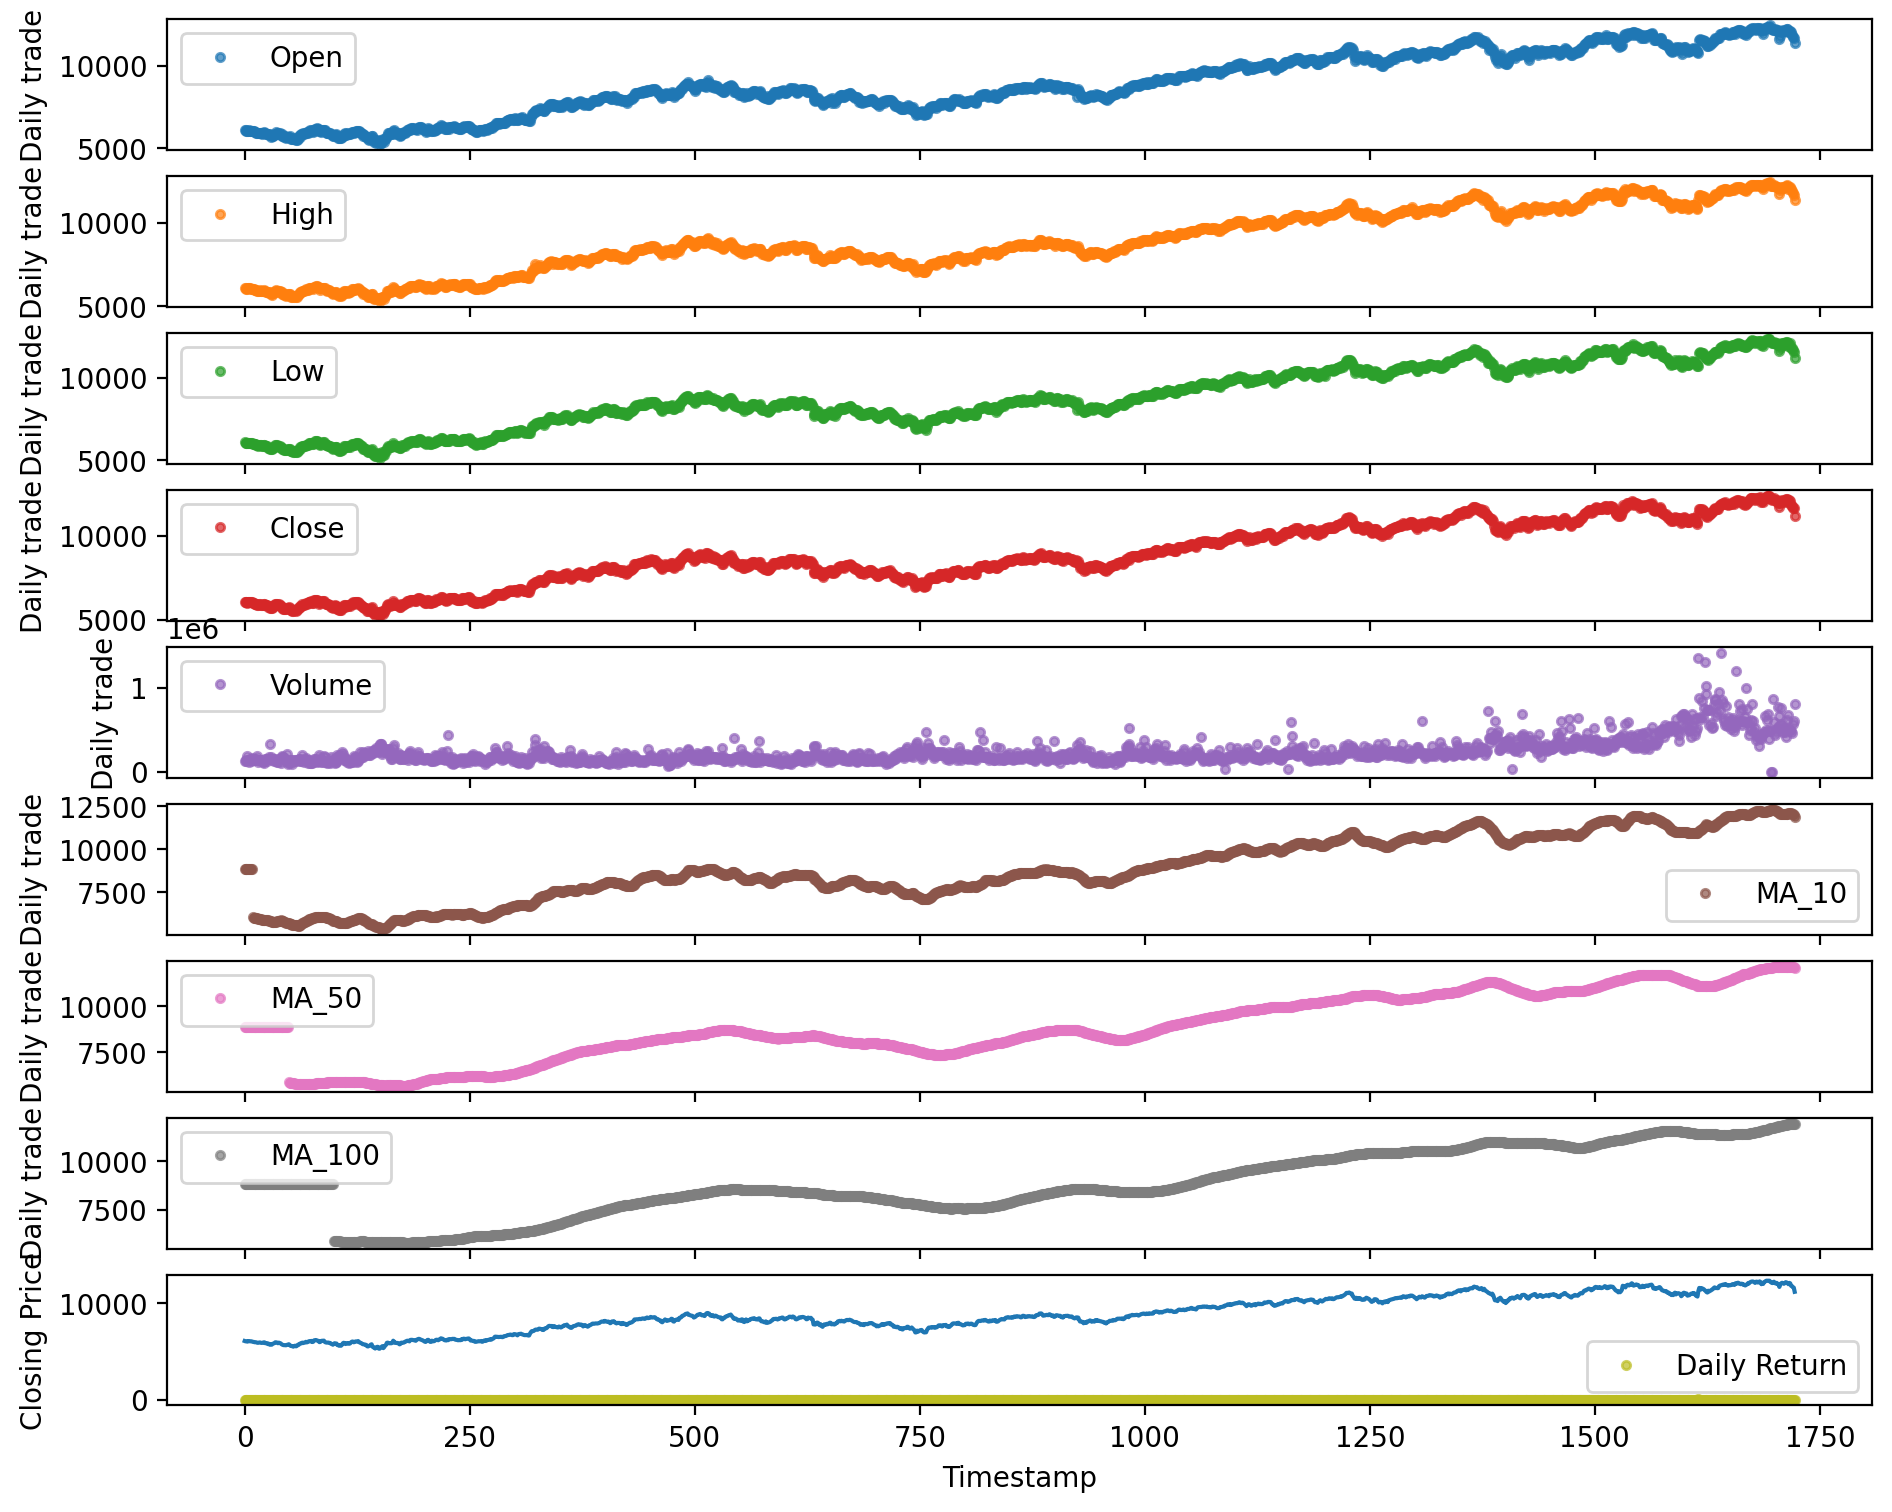 Daily trade
10000
5000
Open
Daily trade
10000
5000
High
Daily trade
10000
5000
Low
Daily trade
10000
5000
Close
1e6
Daily trade
1
0
Volume
Daily trade
12500
10000
7500
MA_10
Daily trade
10000
7500
MA_50
Daily trade
10000
7500
MA_100
Closing Price
10000
0
Daily Return
0 250 500 750 1000 1250 1500 1750
Timestamp